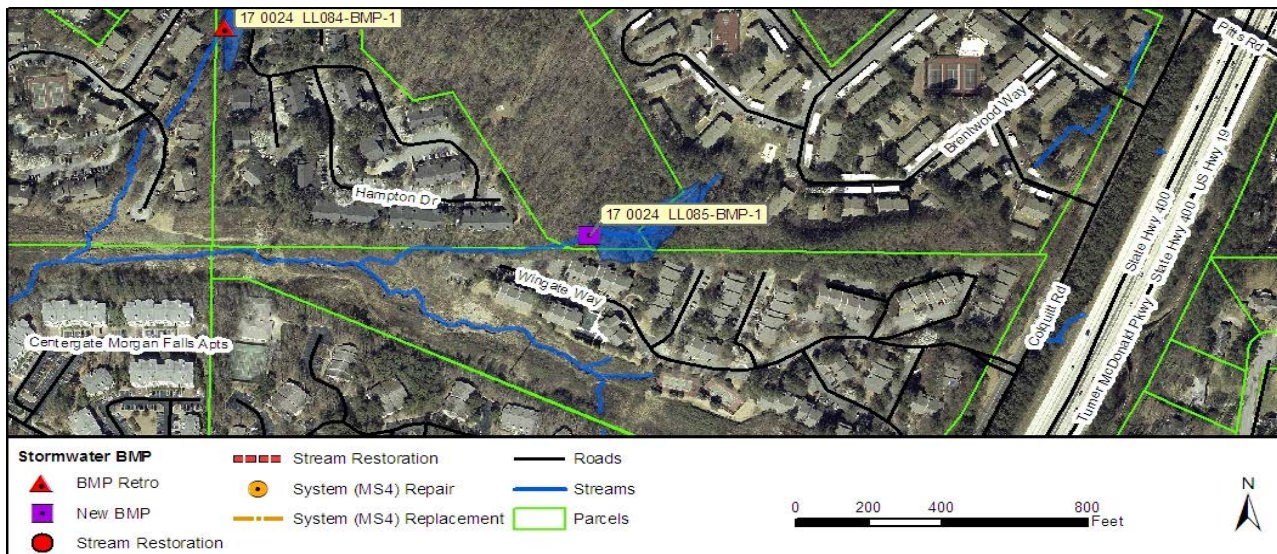 17 0024 LL084-BMP-1
Pitts Rd
Brentwood Way
Hampton Dr
17 0024 LL085-BMP-1
State Hwy 400
State Hwy 400 US Hwy 19
Wingate Way
Colquitt Rd
Turner McDonald Pkwy
Centergate Morgan Falls Apts
Stormwater BMP
BMP Retro
New BMP
Stream Restoration
Stream Restoration
System (MS4) Repair
System (MS4) Replacement
Roads
Streams
Parcels
N
0 200 400 800
Feet